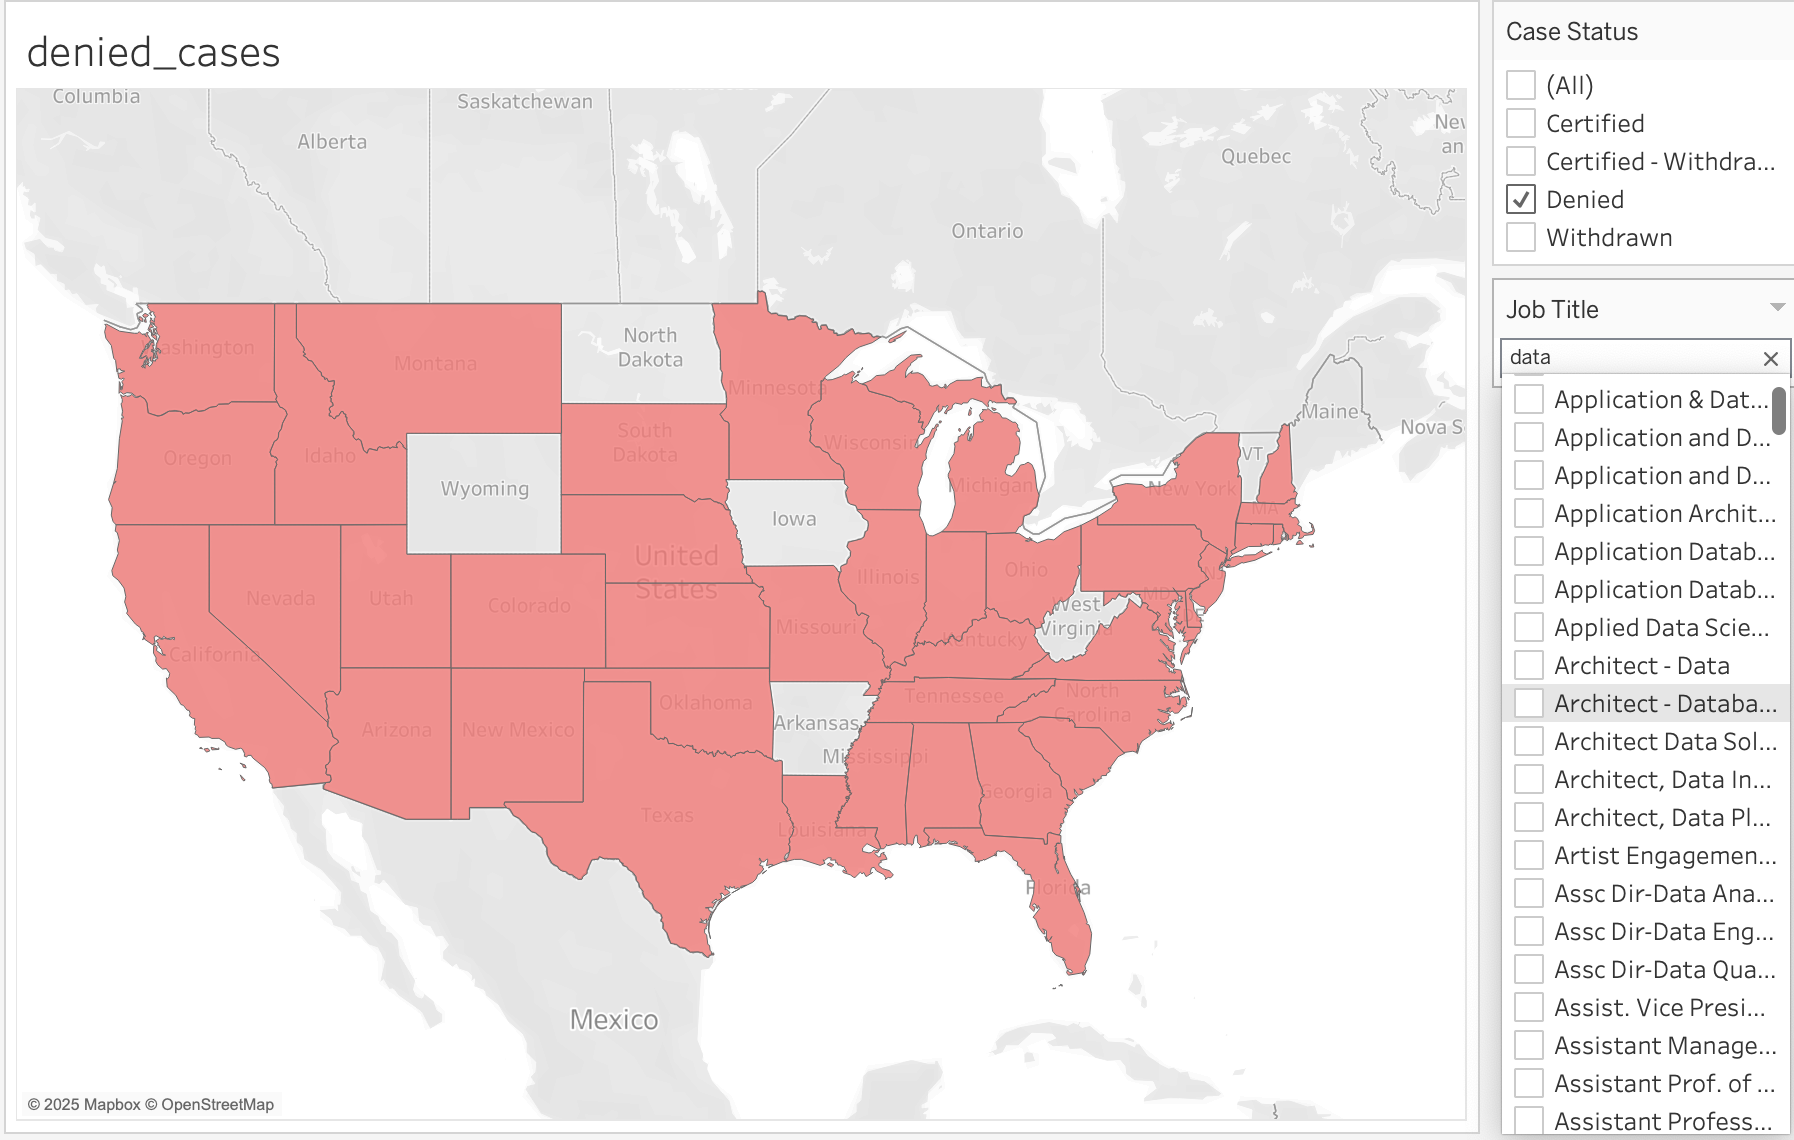 denied_cases
Columbia
Alberta
Saskatchewan
Ontario
Quebec
New
an
Maine
Nova S
Washington
Montana
North
Dakota
Minnesota
South
Dakota
Wisconsin
Michigan
Oregon
Idaho
Wyoming
Iowa
New York
VT
MA
Nevada
Utah
Colorado
United
States
Illinois
Ohio
MD
NJ
West
Virginia
Missouri
Kentucky
California
Arizona
New Mexico
Oklahoma
Arkansas
Tennessee
North
Carolina
Mississippi
Georgia
Texas
Louisiana
Florida
Mexico
© 2025 Mapbox © OpenStreetMap
Case Status
(All)
Certified
Certified - Withdra...
Denied
Withdrawn
Job Title
data
Application & Dat...
Application and D...
Application and D...
Application Archit...
Application Datab...
Application Datab...
Applied Data Scie...
Architect - Data
Architect - Databa...
Architect Data Sol...
Architect, Data In...
Architect, Data Pl...
Artist Engagemen...
Assc Dir-Data Ana...
Assc Dir-Data Eng...
Assc Dir-Data Qua...
Assist. Vice Presi...
Assistant Manage...
Assistant Prof. of ...
Assistant Profess...